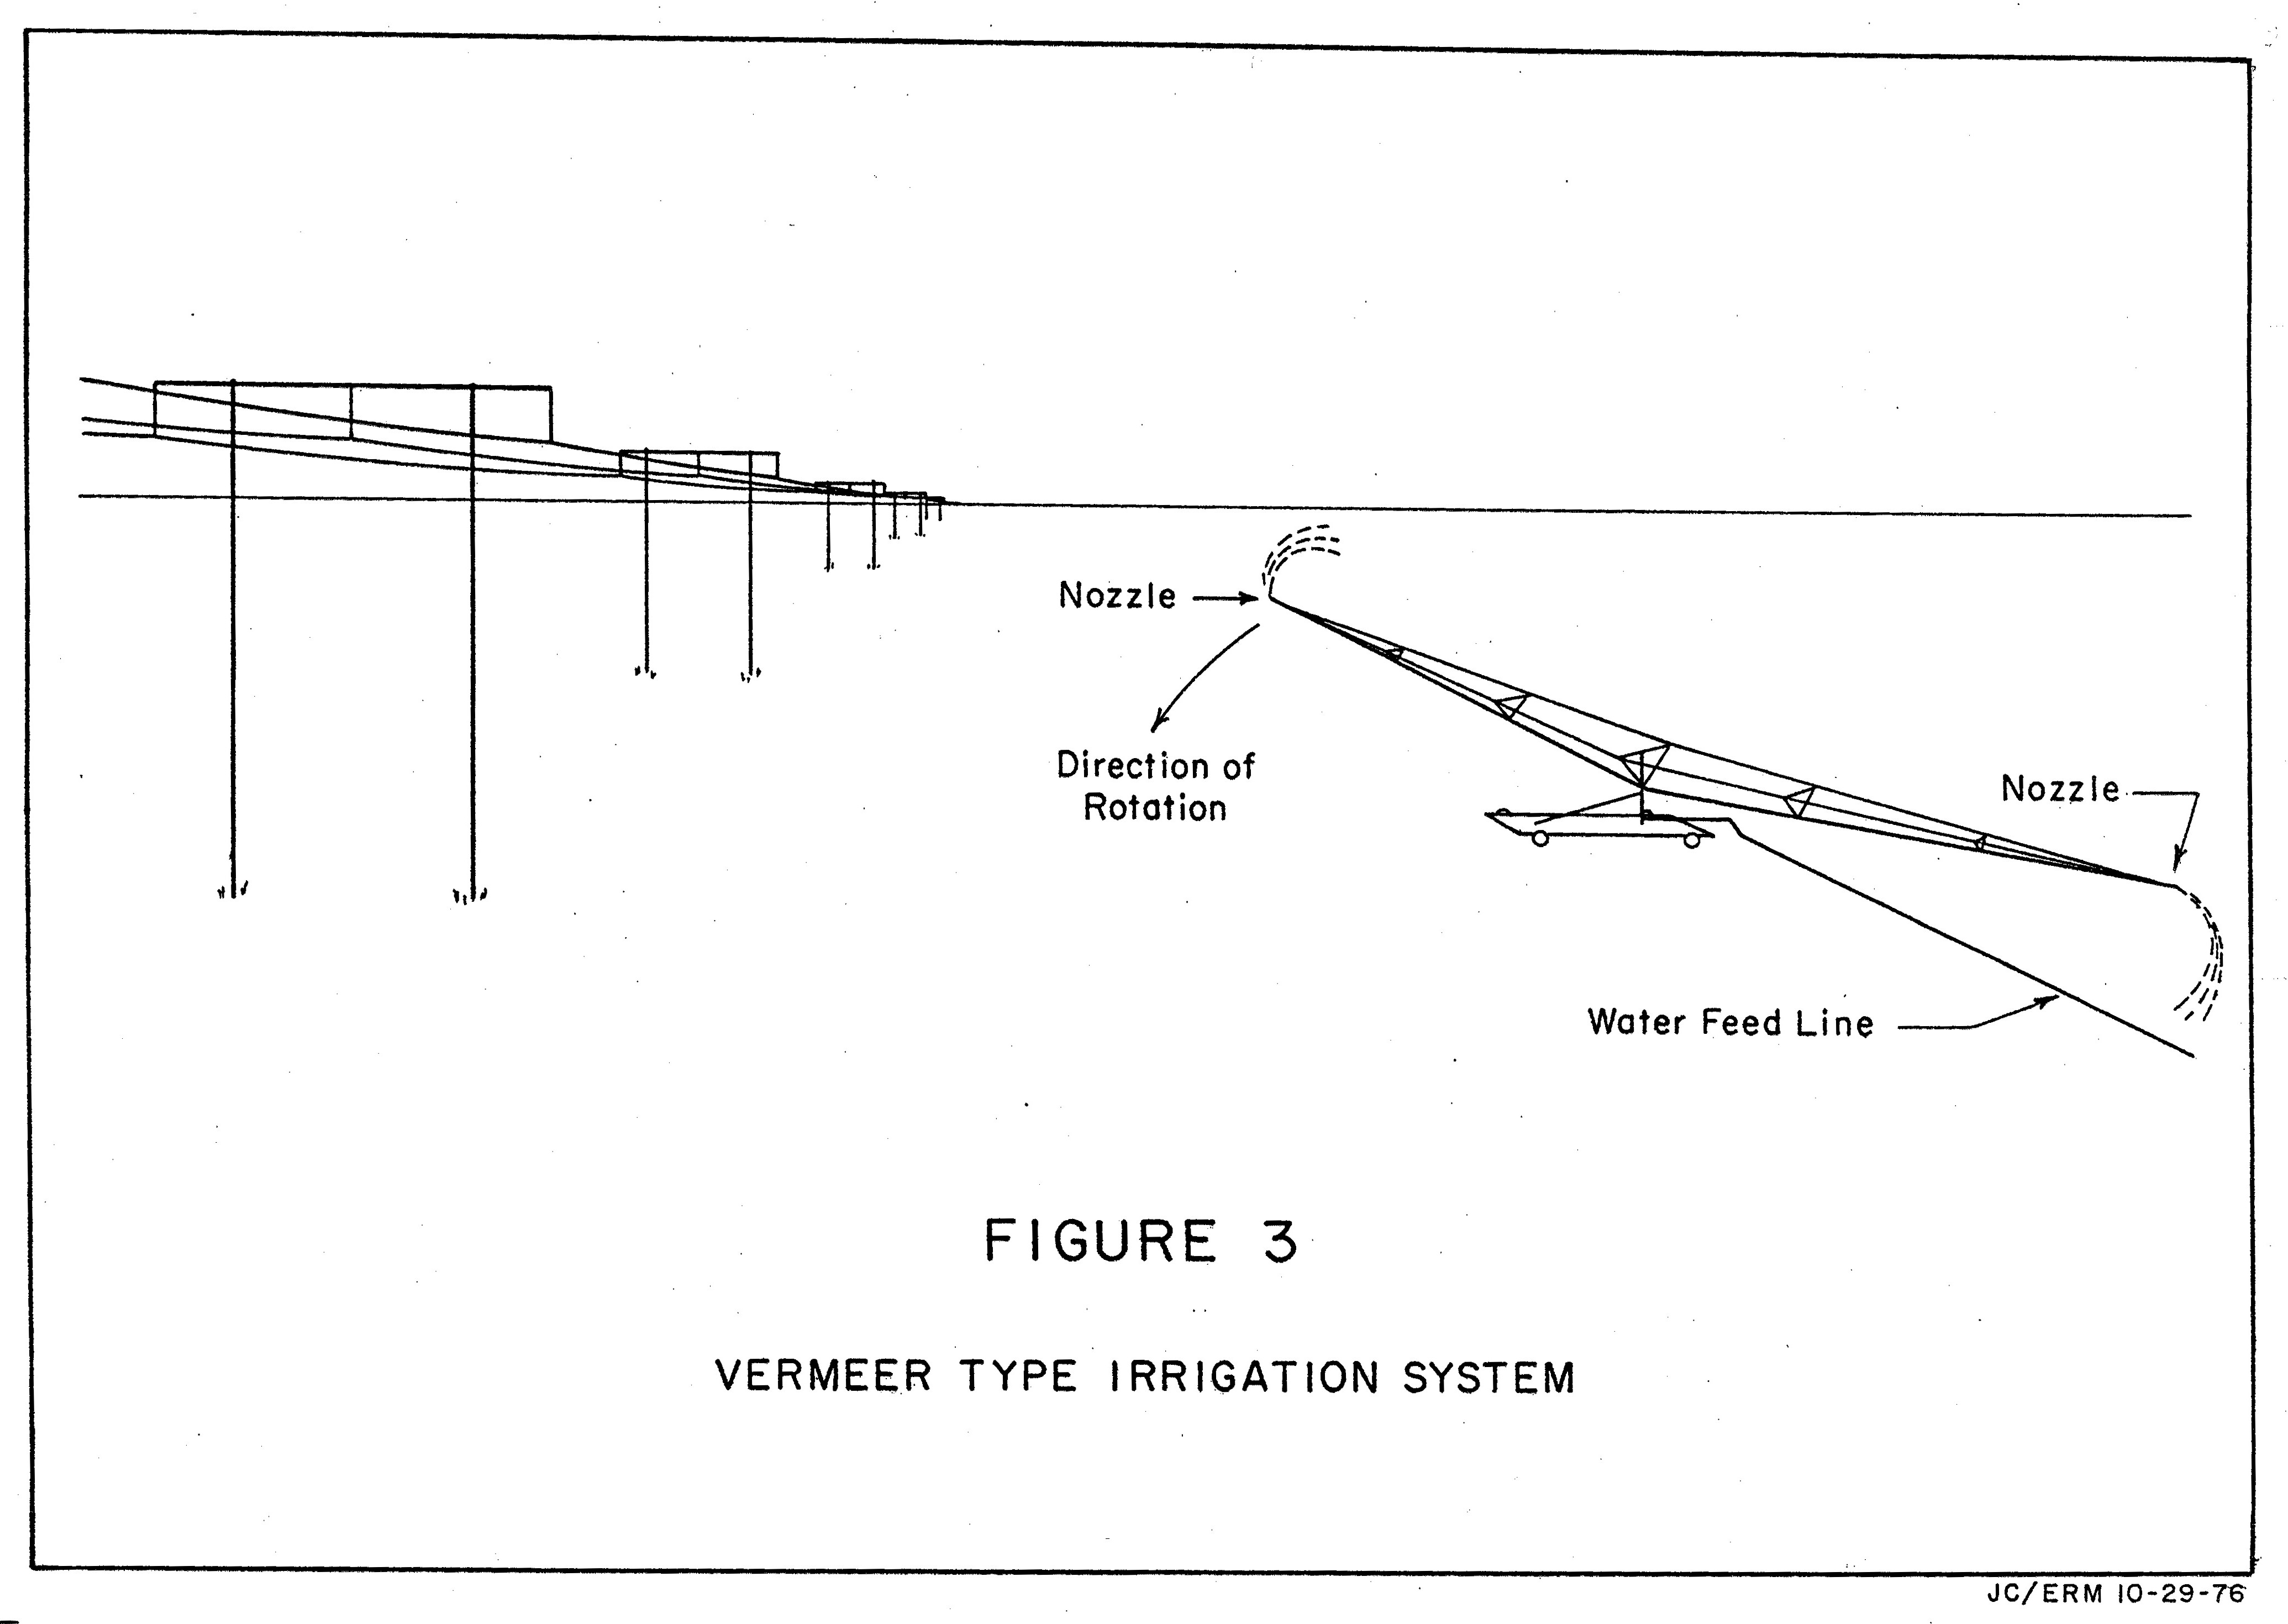 Nozzle
Direction of
Rotation
Nozzle
Water Feed Line
FIGURE 3
VERMEER TYPE IRRIGATION SYSTEM
JC/ERM 10-29-76